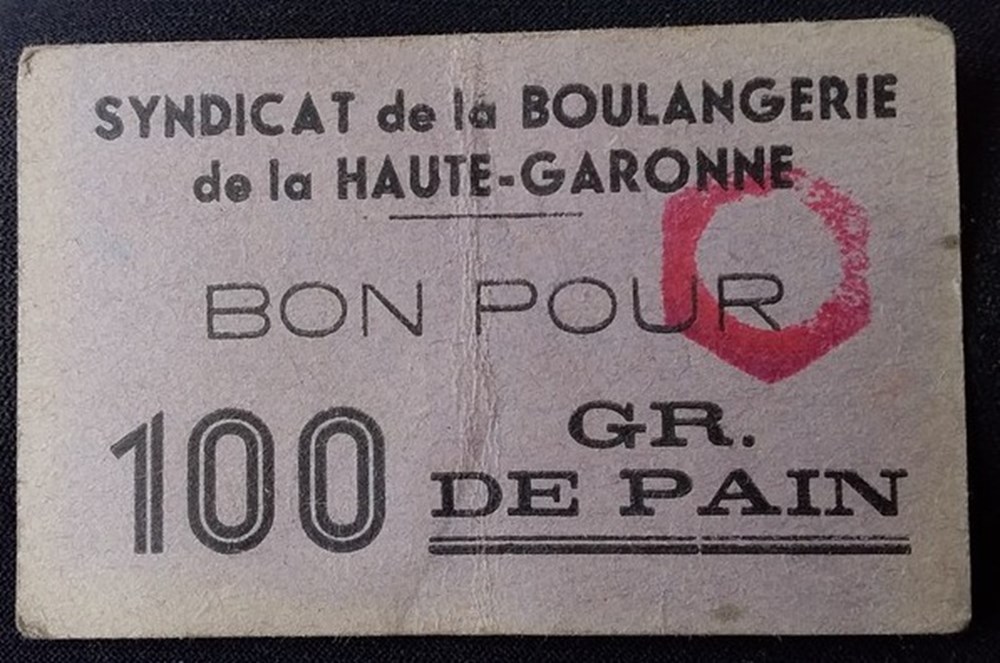 SYNDICAT de la BOULANGERIE
de la HAUTE-GARONNE
BON POUR
100 GR.
DE PAIN